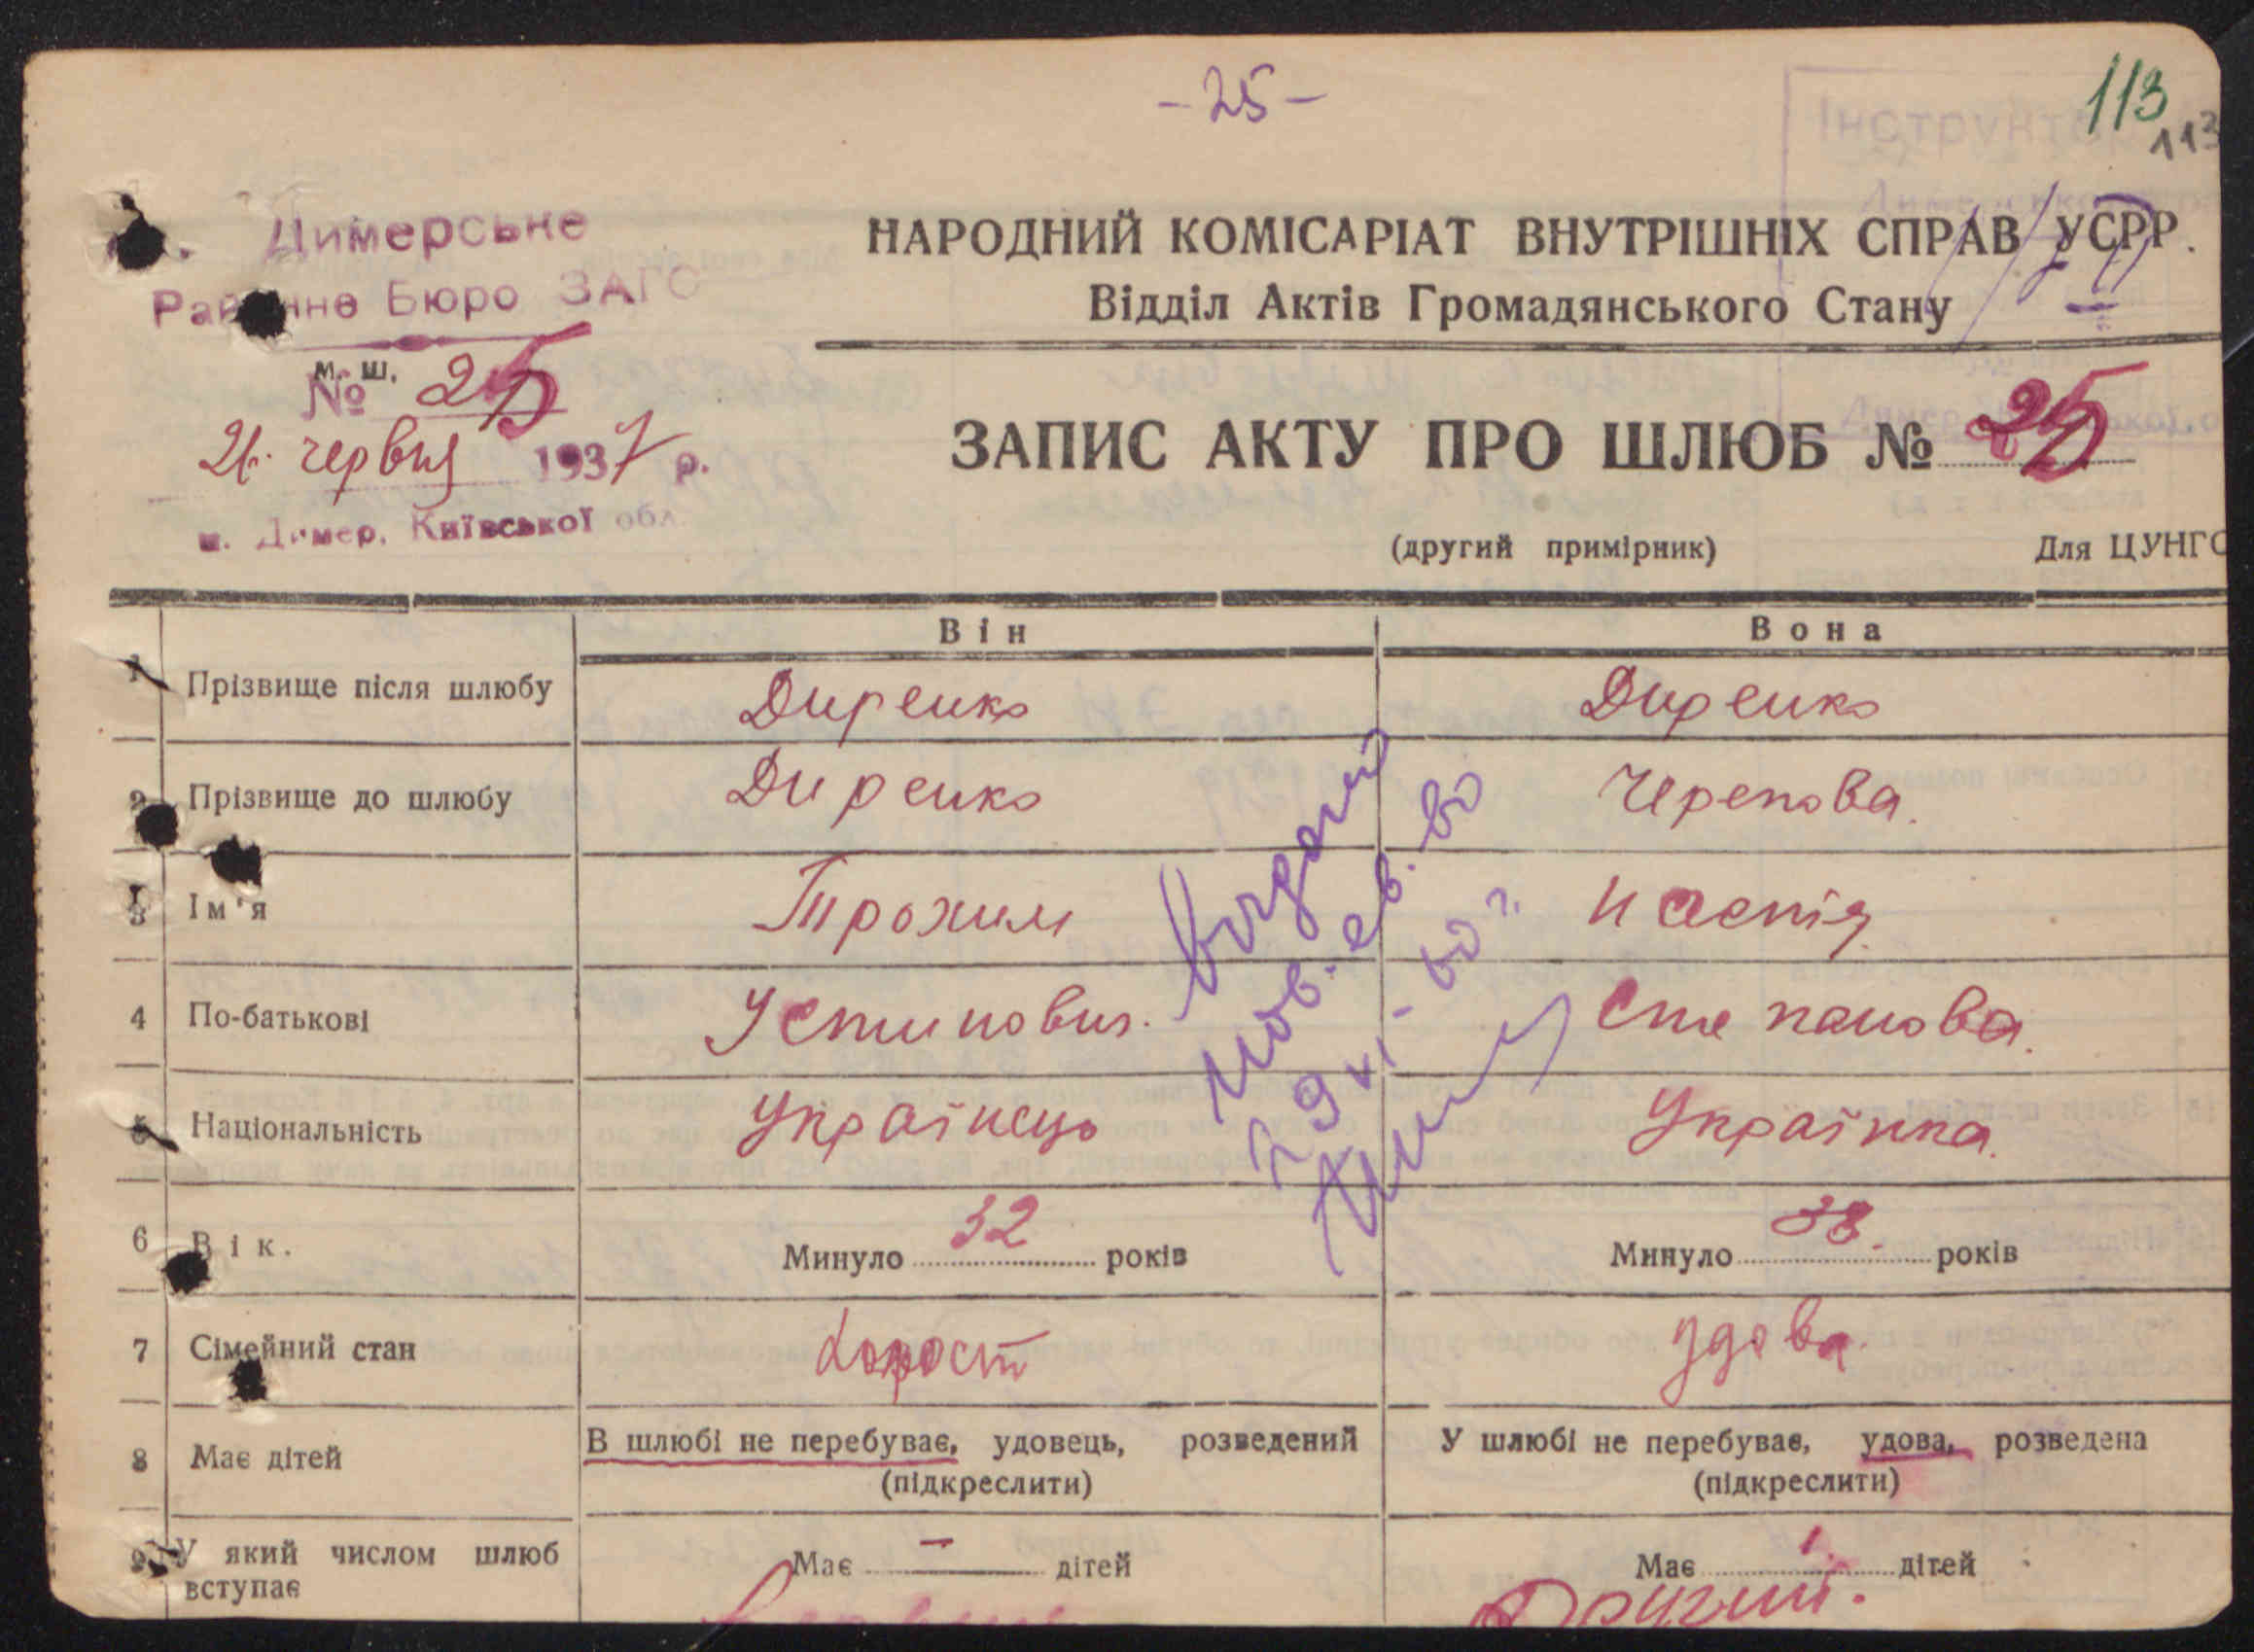 - 25 -
113
113
Димерське
Районне Бюро ЗАГС
м. ш.
№ 25
21. червня 1937 р.
м. Димер, Київської обл.
НАРОДНИЙ КОМІСАРІАТ ВНУТРІШНІХ СПРАВ УСРР.
Відділ Актів Громадянського Стану
ЗАПИС АКТУ ПРО ШЛЮБ № 25
(другий примірник) Для ЦУНГО
Він Вона
1 Прізвище після шлюбу Диренко Диренко
2 Прізвище до шлюбу Диренко Черепова.
3 Ім'я Трохим Настя
4 По-батькові Устинович. Степанова.
5 Національність Українець Українка.
6 Вік. Минуло 32 років Минуло 38 років
7 Сімейний стан Холост Удова.
8 Має дітей В шлюбі не перебуває, удовець, розведений У шлюбі не перебуває, удова, розведена
(підкреслити) (підкреслити)
9 У який числом шлюб Має — дітей Має 1. дітей
вступає Другий.